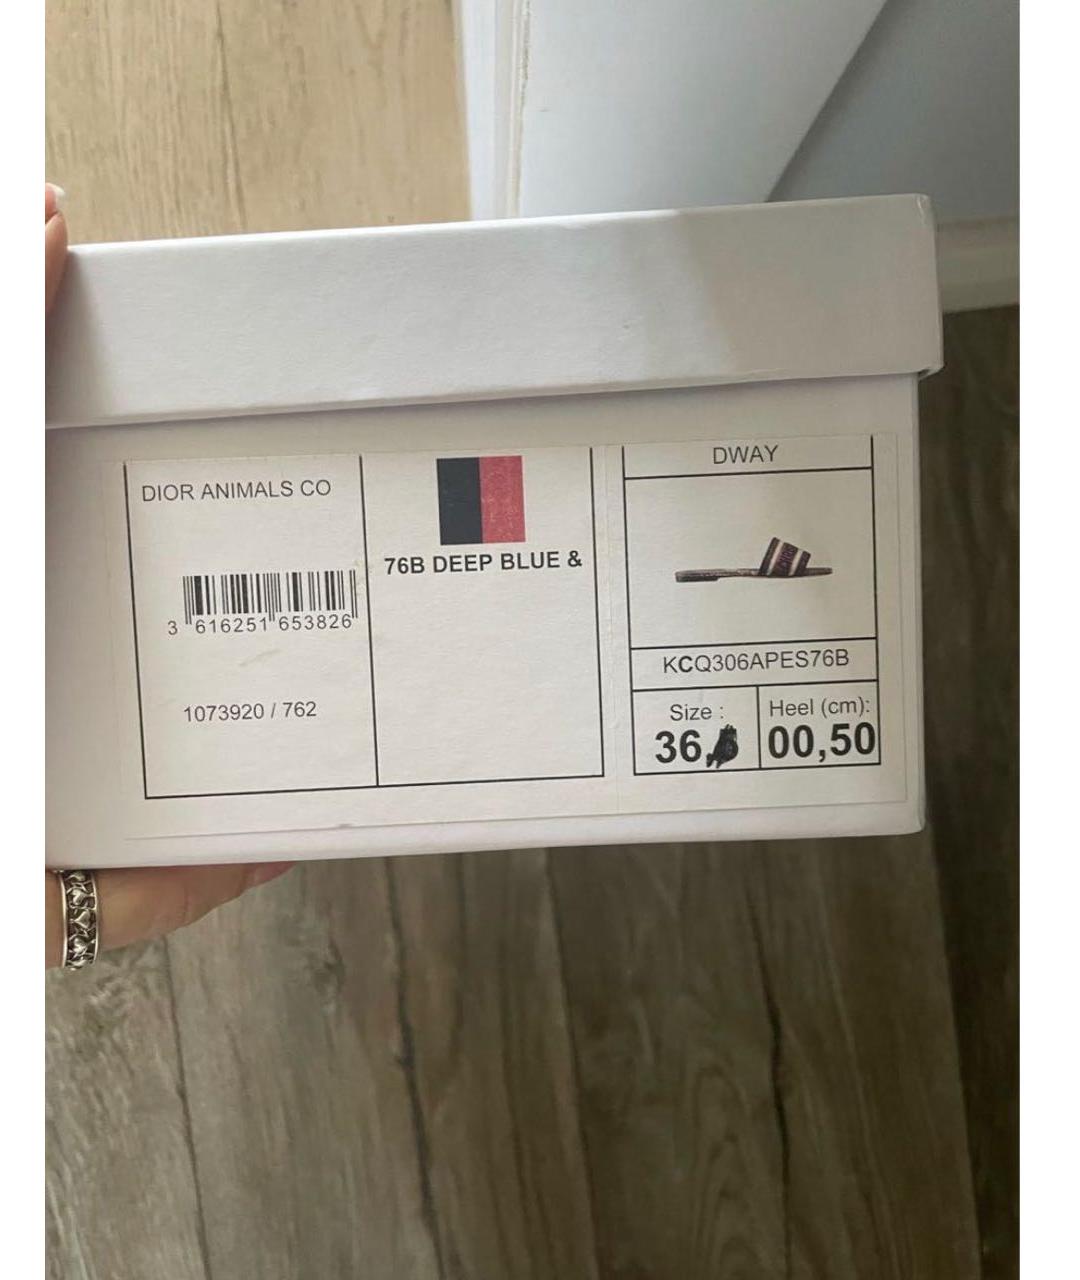 DIOR ANIMALS CO
3 616251 653826
1073920 / 762
76B DEEP BLUE &
DWAY
KCQ306APES76B
Size :
36,
Heel (cm):
00,50